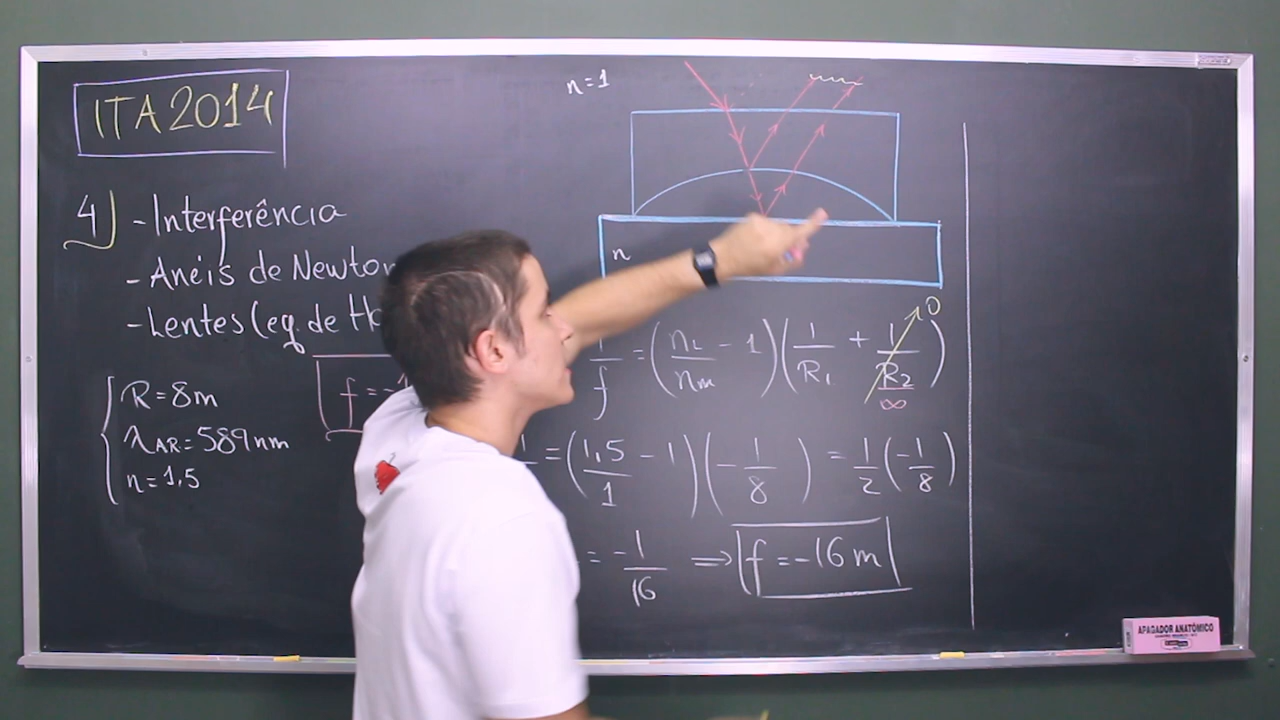 ITA 2014
n=1
4) - Interferência
- Anéis de Newton
- Lentes (eq. de
n
R = 8m
λAR = 589nm
n = 1,5
f = -1
1/f = (nL/nm - 1)(1/R1 + 1/R2) 0
∞
= (1,5/1 - 1)(-1/8) = 1/2(-1/8)
= -1/16 ⇒ f = -16 m
APAGADOR ANATÔMICO